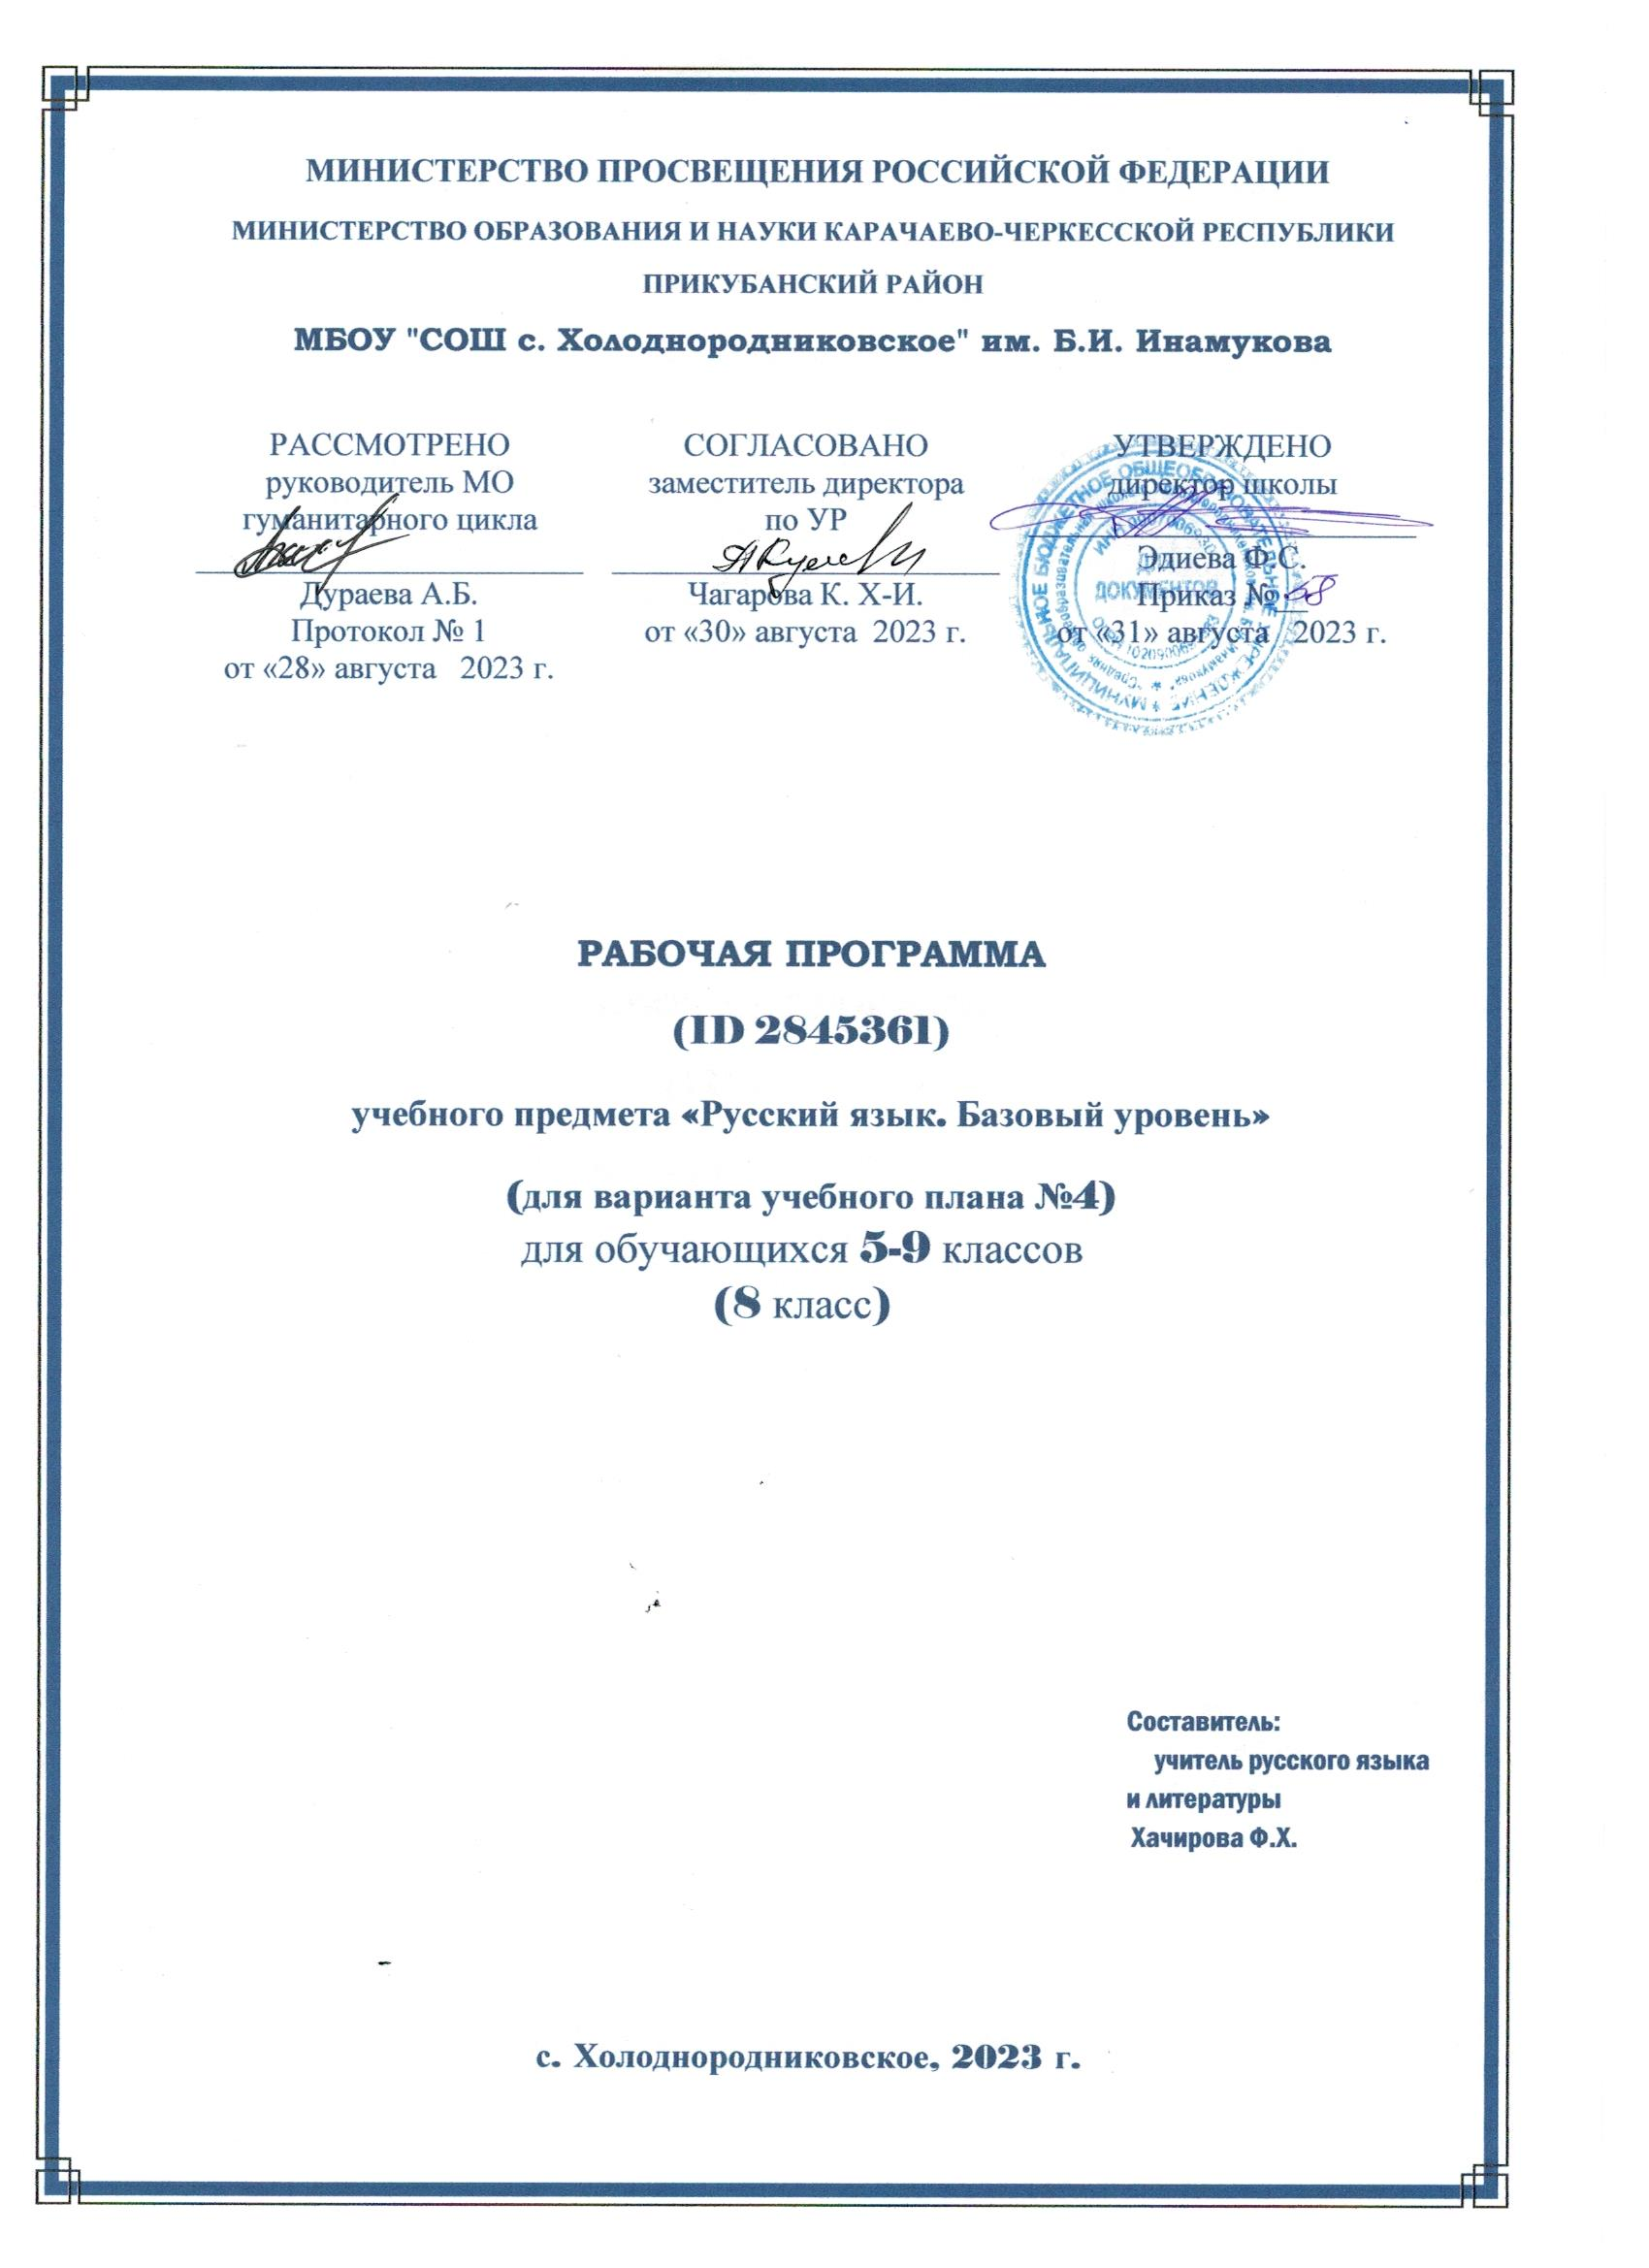 МИНИСТЕРСТВО ПРОСВЕЩЕНИЯ РОССИЙСКОЙ ФЕДЕРАЦИИ
МИНИСТЕРСТВО ОБРАЗОВАНИЯ И НАУКИ КАРАЧАЕВО-ЧЕРКЕССКОЙ РЕСПУБЛИКИ
ПРИКУБАНСКИЙ РАЙОН
МБОУ "СОШ с. Холоднородниковское" им. Б.И. Инамукова
РАССМОТРЕНО
руководитель МО
гуманитарного цикла
Дураева А.Б.
Протокол № 1
от «28» августа 2023 г.
СОГЛАСОВАНО
заместитель директора
по УР
Чагарова К. Х-И.
от «30» августа 2023 г.
УТВЕРЖДЕНО
директор школы
Эдиева Ф.С.
Приказ № 58
от «31» августа 2023 г.
ДЛЯ
ДОКУМЕНТОВ
РАБОЧАЯ ПРОГРАММА
(ID 2845361)
учебного предмета «Русский язык. Базовый уровень»
(для варианта учебного плана №4)
для обучающихся 5-9 классов
(8 класс)
Составитель:
учитель русского языка
и литературы
Хачирова Ф.Х.
с. Холоднородниковское, 2023 г.